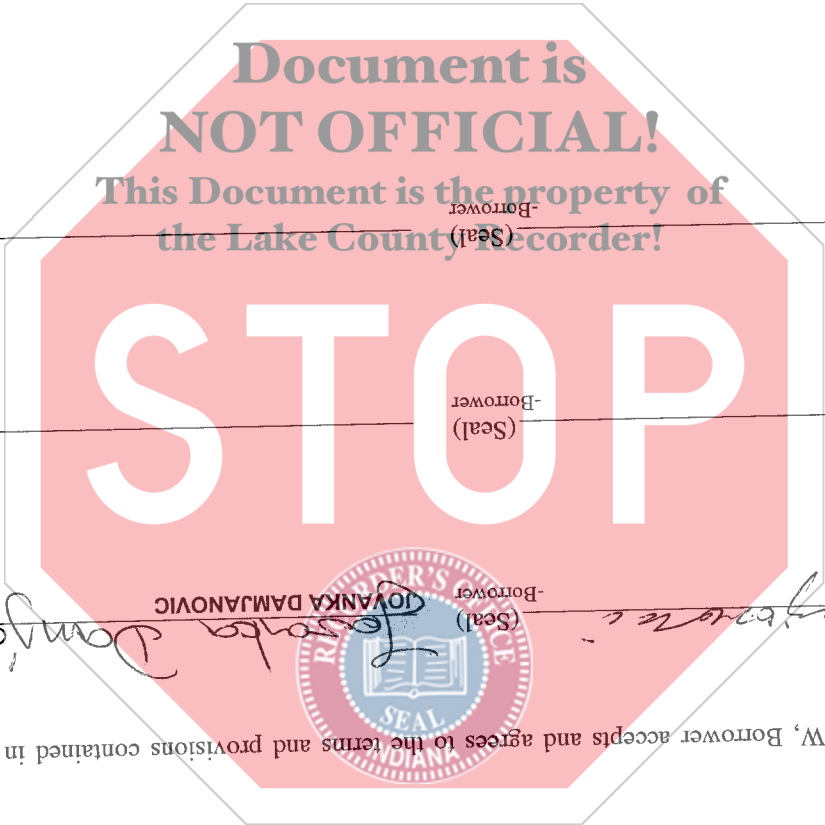 Document is
NOT OFFICIAL!
This Document is the property of
the Lake County Recorder!
STOP
RECORDER'S OFFICE
SEAL
INDIANA
W, Borrower accepts and agrees to the terms and provisions contained in
(Seal)
-Borrower
Jovanka Damja
JOVANKA DAMJANOVIC
(Seal)
-Borrower
(Seal)
-Borrower